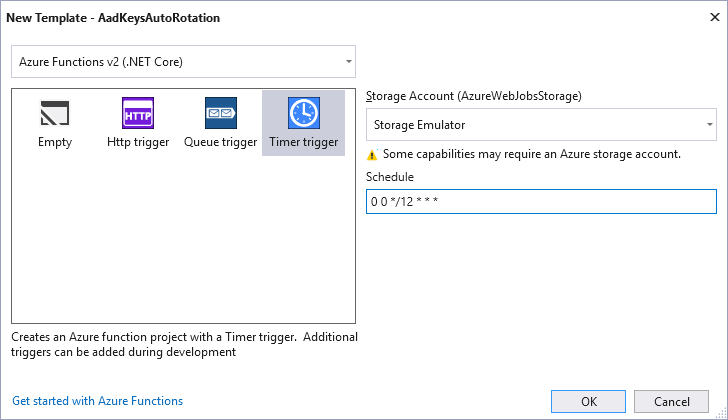 New Template - AadKeysAutoRotation
Azure Functions v2 (.NET Core)
Empty
HTTP
Http trigger
Queue trigger
Timer trigger
Storage Account (AzureWebJobsStorage)
Storage Emulator
Some capabilities may require an Azure storage account.
Schedule
0 0 */12 * * *
Creates an Azure function project with a Timer trigger.  Additional
triggers can be added during development
Get started with Azure Functions
OK
Cancel